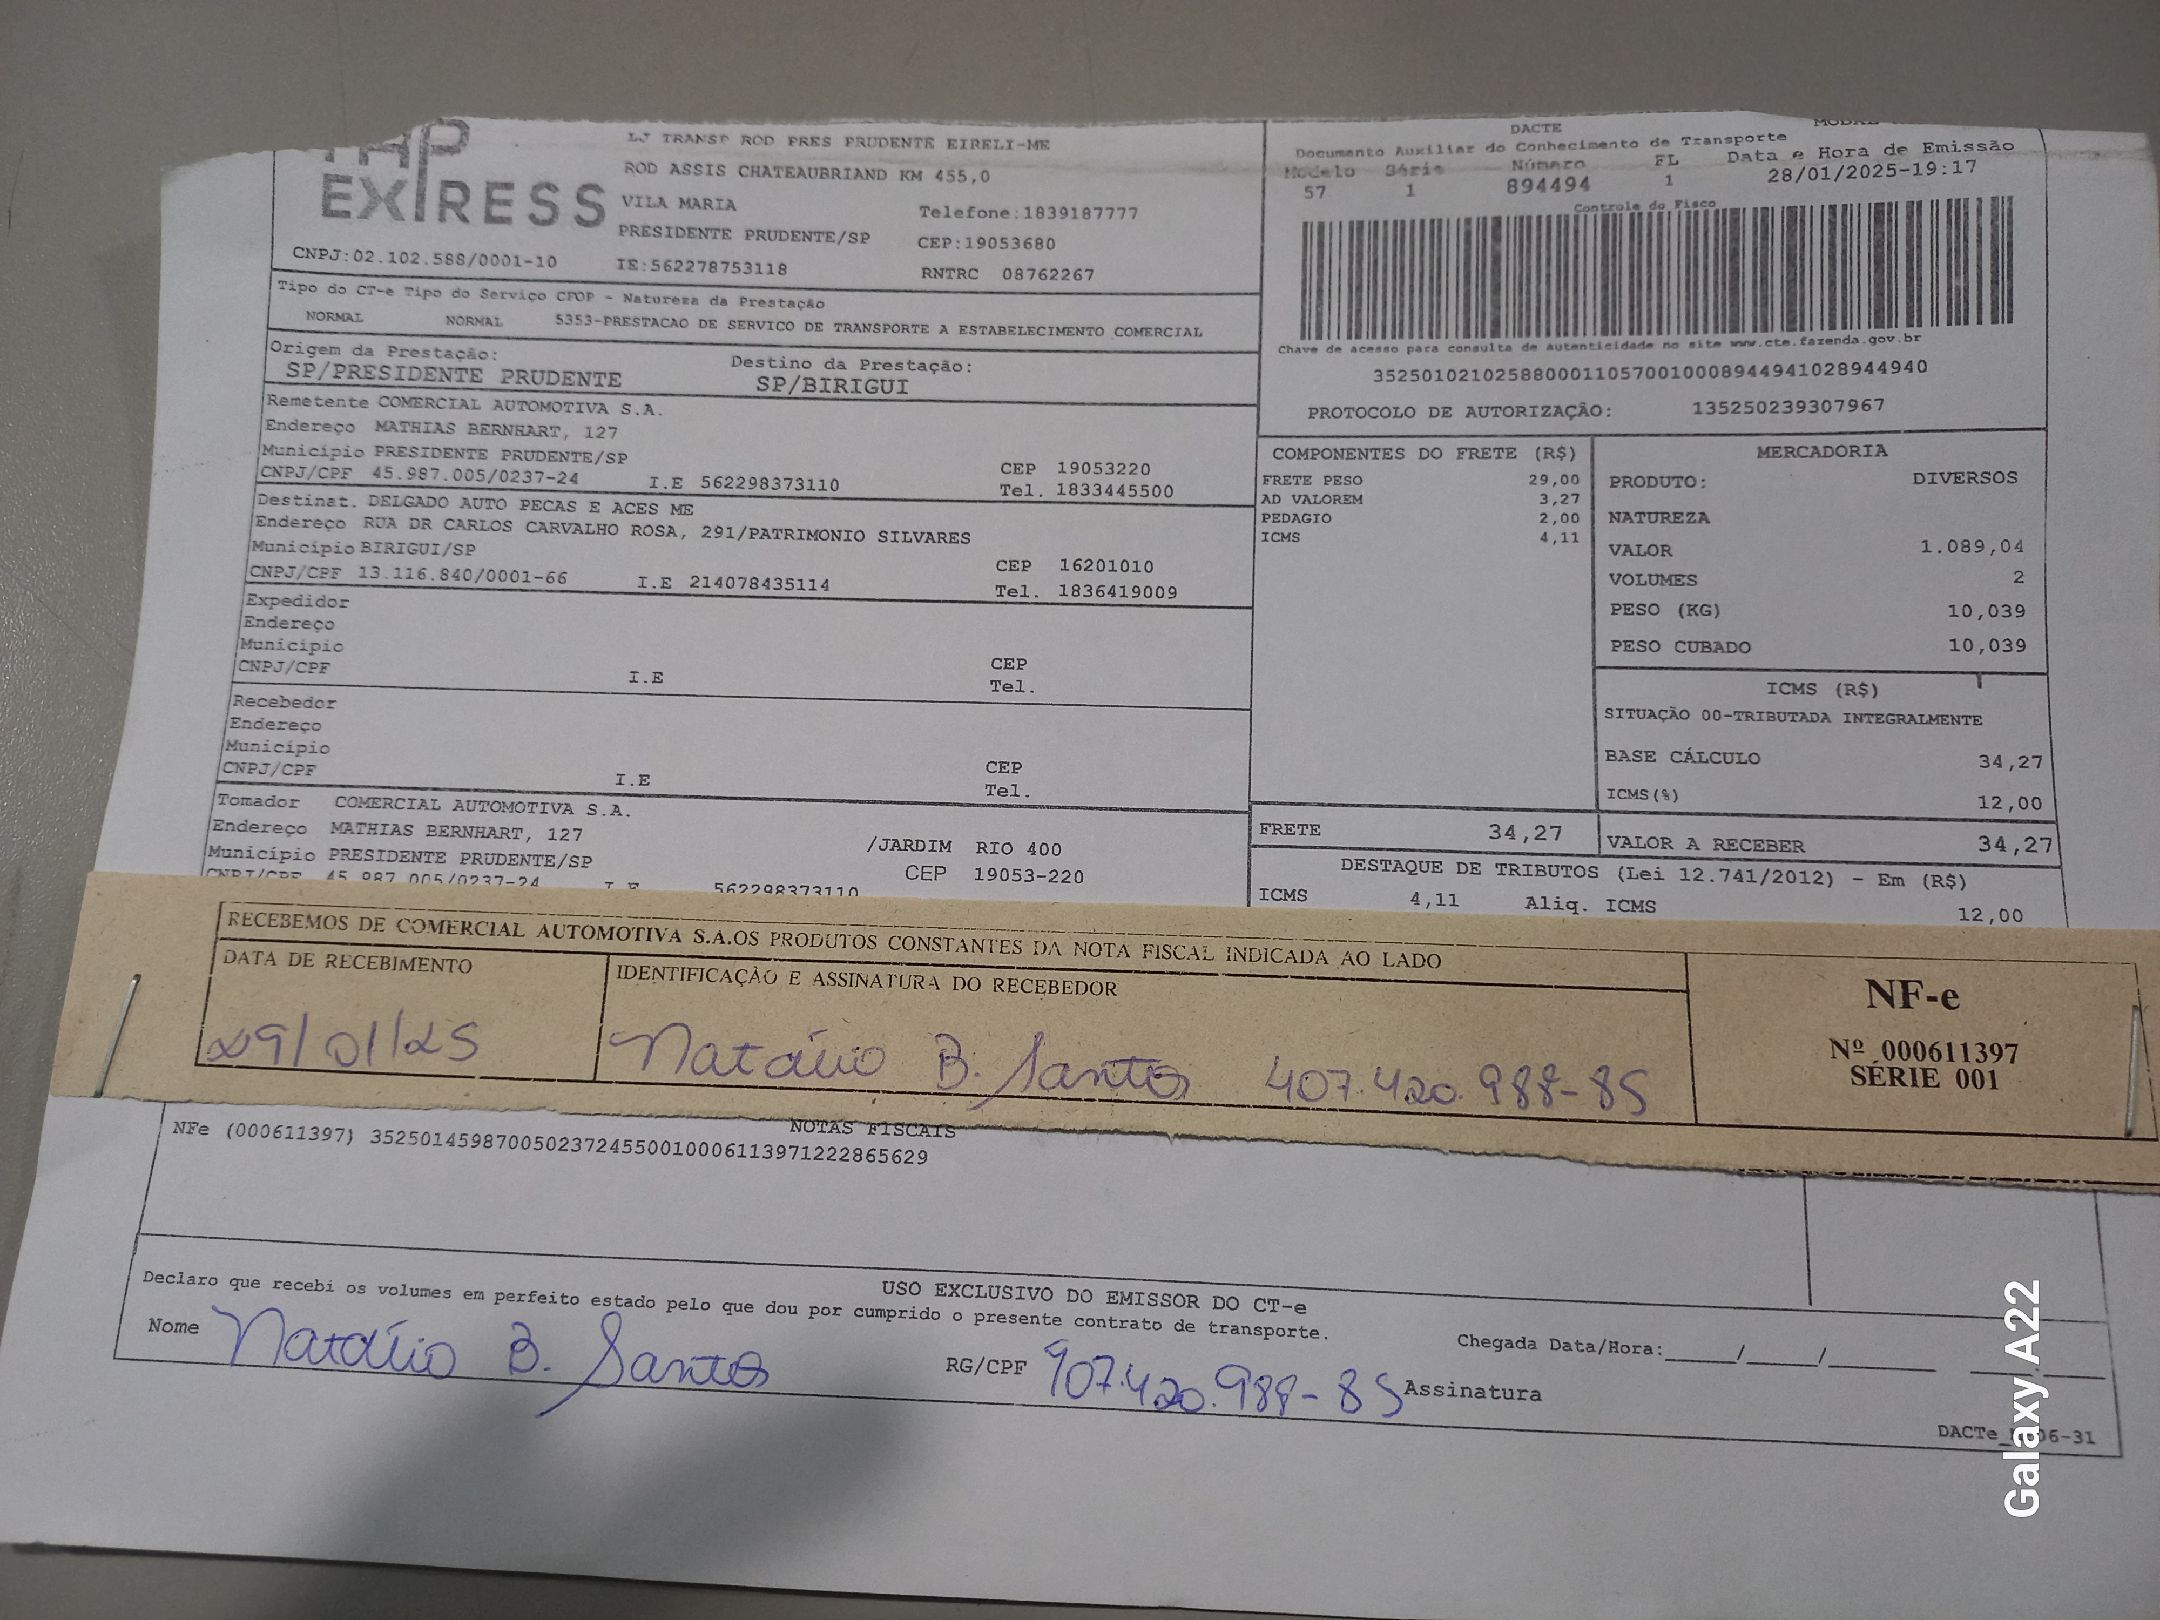 EXPRESS
CNPJ:02.102.588/0001-10
LJ TRANSP ROD PRES PRUDENTE EIRELI-ME
ROD ASSIS CHATEAUBRIAND KM 455,0
VILA MARIA Telefone:1839187777
PRESIDENTE PRUDENTE/SP CEP:19053680
IE:562278753118 RNTRC 08762267
DACTE
Documento Auxiliar do Conhecimento de Transporte
Modelo Série Número FL Data e Hora de Emissão
57 1 894494 1 28/01/2025-19:17
Controle do Fisco
Chave de acesso para consulta de autenticidade no site www.cte.fazenda.gov.br
35250102102588000110570010008944941028944940
PROTOCOLO DE AUTORIZAÇÃO: 135250239307967
Tipo do CT-e Tipo do Serviço CFOP - Natureza da Prestação
NORMAL NORMAL 5353-PRESTACAO DE SERVICO DE TRANSPORTE A ESTABELECIMENTO COMERCIAL
Origem da Prestação: Destino da Prestação:
SP/PRESIDENTE PRUDENTE SP/BIRIGUI
Remetente COMERCIAL AUTOMOTIVA S.A.
Endereço MATHIAS BERNHART, 127
Município PRESIDENTE PRUDENTE/SP CEP 19053220
CNPJ/CPF 45.987.005/0237-24 I.E 562298373110 Tel. 1833445500
Destinat. DELGADO AUTO PECAS E ACES ME
Endereço RUA DR CARLOS CARVALHO ROSA, 291/PATRIMONIO SILVARES
Município BIRIGUI/SP CEP 16201010
CNPJ/CPF 13.116.840/0001-66 I.E 214078435114 Tel. 1836419009
Expedidor
Endereço
Município CEP
CNPJ/CPF I.E Tel.
Recebedor
Endereço
Município CEP
CNPJ/CPF I.E Tel.
Tomador COMERCIAL AUTOMOTIVA S.A.
Endereço MATHIAS BERNHART, 127 /JARDIM RIO 400
Município PRESIDENTE PRUDENTE/SP CEP 19053-220
CNPJ/CPF 45.987.005/0237-24 I.E 562298373110
COMPONENTES DO FRETE (R$)
FRETE PESO 29,00
AD VALOREM 3,27
PEDAGIO 2,00
ICMS 4,11
FRETE 34,27
MERCADORIA
PRODUTO: DIVERSOS
NATUREZA
VALOR 1.089,04
VOLUMES 2
PESO (KG) 10,039
PESO CUBADO 10,039
ICMS (R$)
SITUAÇÃO 00-TRIBUTADA INTEGRALMENTE
BASE CÁLCULO 34,27
ICMS(%) 12,00
VALOR A RECEBER 34,27
DESTAQUE DE TRIBUTOS (Lei 12.741/2012) - Em (R$)
ICMS 4,11 Aliq. ICMS 12,00
RECEBEMOS DE COMERCIAL AUTOMOTIVA S.A.OS PRODUTOS CONSTANTES DA NOTA FISCAL INDICADA AO LADO
DATA DE RECEBIMENTO IDENTIFICAÇÃO E ASSINATURA DO RECEBEDOR
29/01/25 Natálio B. Santos 407.420.988-85
NF-e
Nº 000611397
SÉRIE 001
NOTAS FISCAIS
NFe (000611397) 35250145987005023724550010006113971222865629
USO EXCLUSIVO DO EMISSOR DO CT-e
Declaro que recebi os volumes em perfeito estado pelo que dou por cumprido o presente contrato de transporte.
Nome Natálio B. Santos RG/CPF 407.420.988-85 Assinatura
Chegada Data/Hora:_____/_____/_______
Galaxy A22